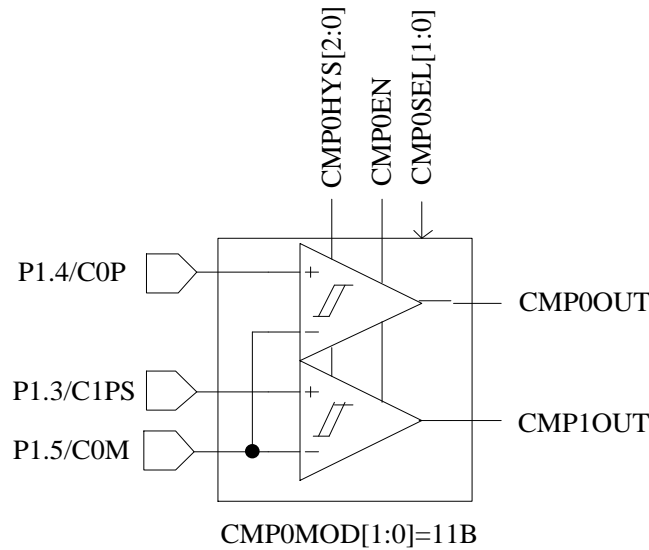 CMP0HYS[2:0]
CMP0EN
CMP0SEL[1:0]
P1.4/C0P
+
−
CMP0OUT
P1.3/C1PS
+
P1.5/C0M
−
CMP1OUT
CMP0MOD[1:0]=11B